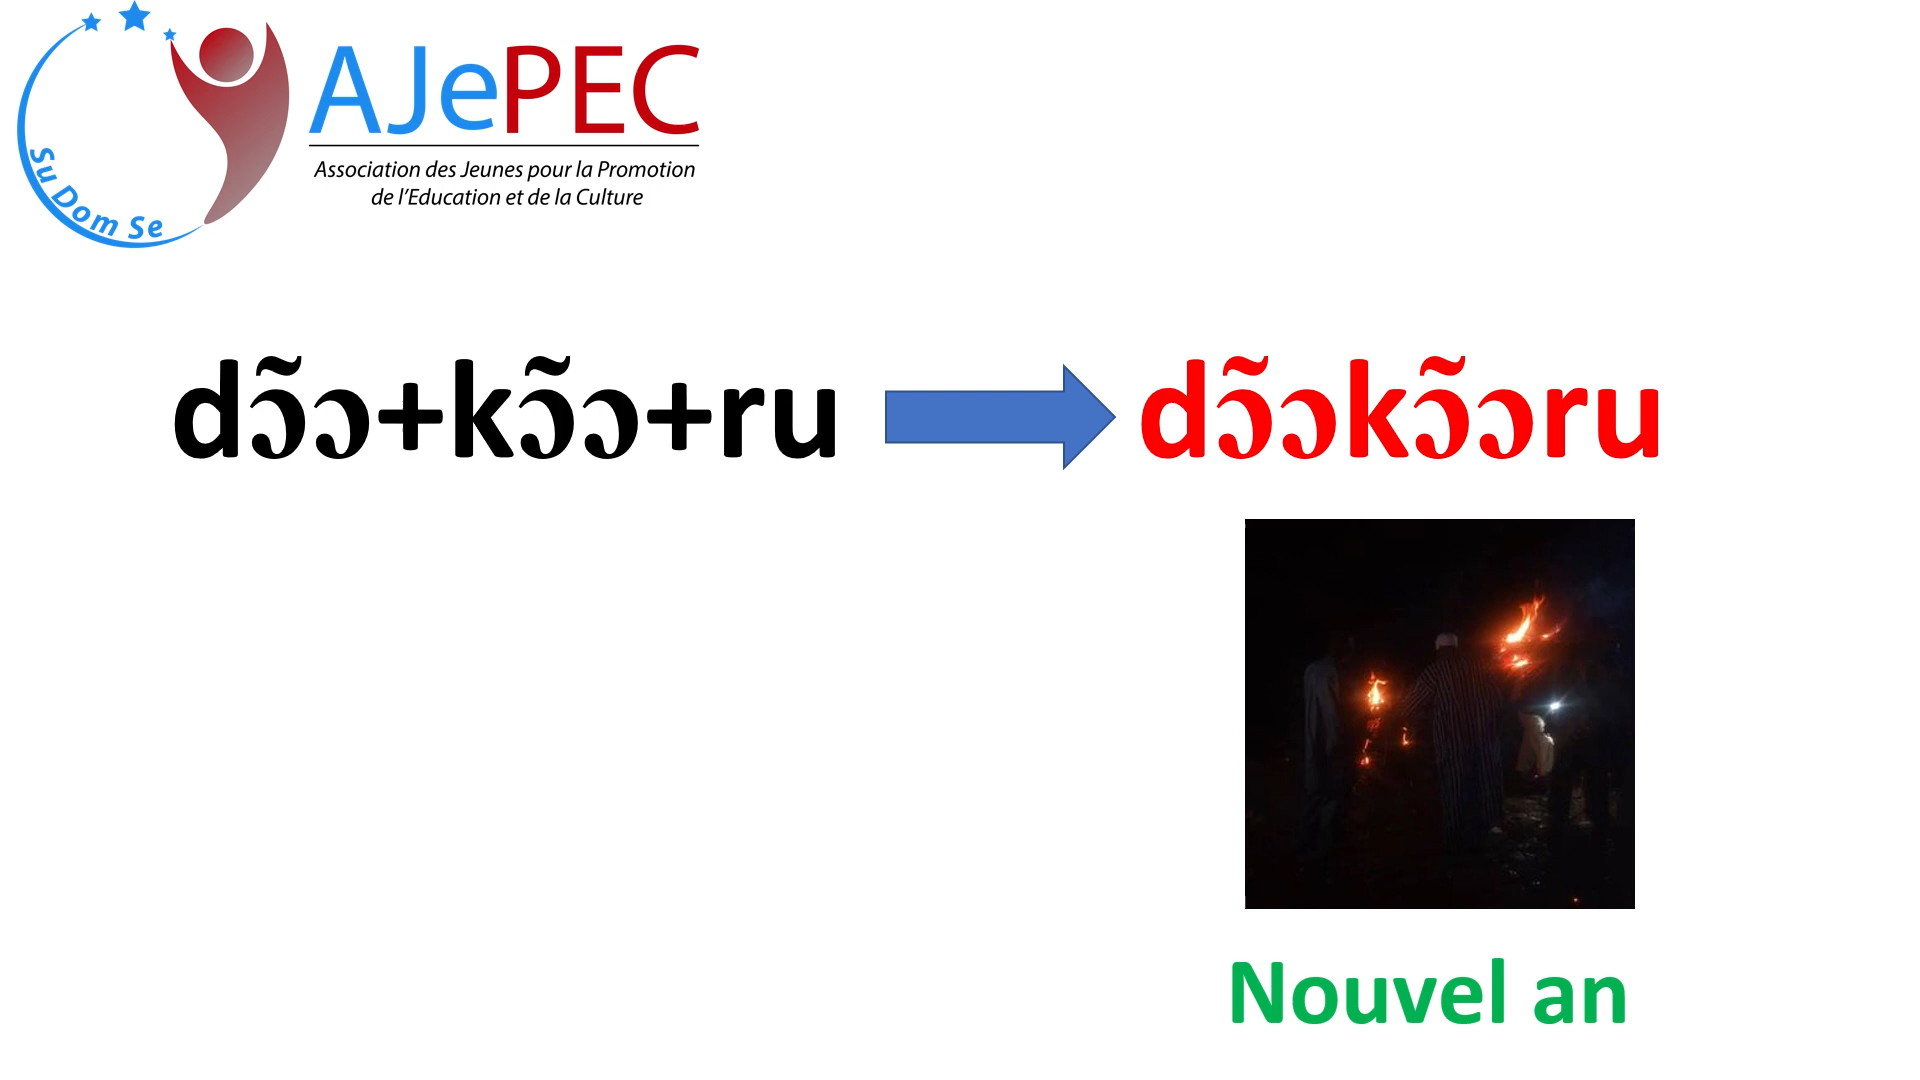 Su Dom Se
AJePEC
Association des Jeunes pour la Promotion
de l'Education et de la Culture
dɔ̃ɔ+kɔ̃ɔ+ru dɔ̃ɔkɔ̃ɔru
Nouvel an